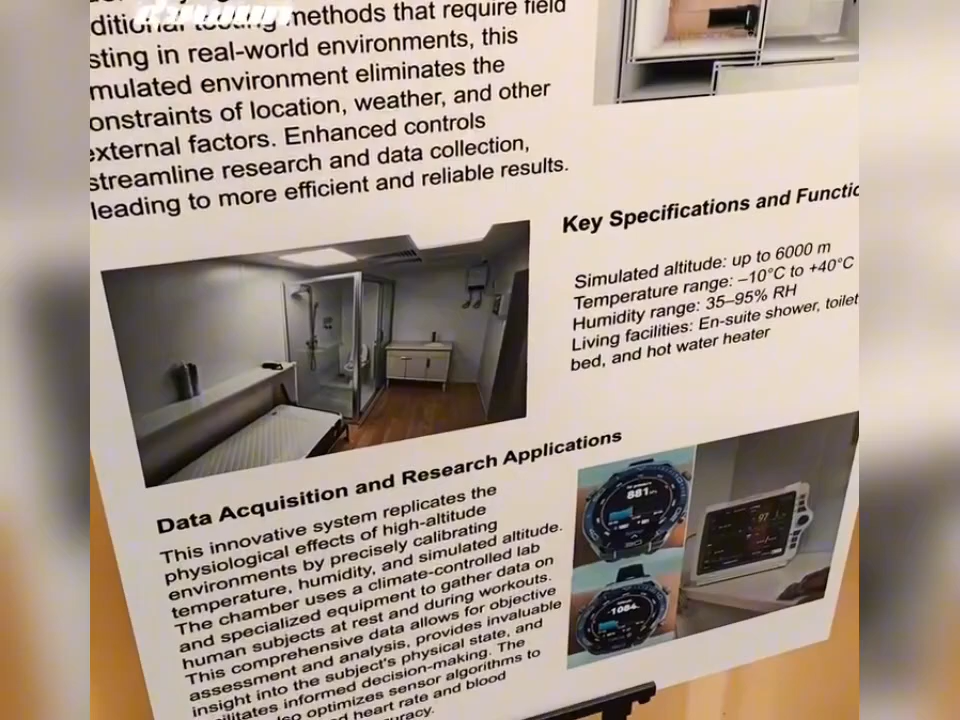 methods that require field
sting in real-world environments, this
mulated environment eliminates the
onstraints of location, weather, and other
external factors. Enhanced controls
streamline research and data collection,
leading to more efficient and reliable results.
Key Specifications and Functio
Simulated altitude: up to 6000 m
Temperature range: –10°C to +40°C
Humidity range: 35–95% RH
Living facilities: En-suite shower, toilet
bed, and hot water heater
Data Acquisition and Research Applications
This innovative system replicates the
physiological effects of high-altitude
environments by precisely calibrating
temperature, humidity, and simulated altitude.
The chamber uses a climate-controlled lab
and specialized equipment to gather data on
human subjects at rest and during workouts.
This comprehensive data allows for objective
assessment and analysis, provides invaluable
insight into the subject's physical state, and
ilitates informed decision-making. The
lso optimizes sensor algorithms to
d heart rate and blood
uracy.
881
1084
97